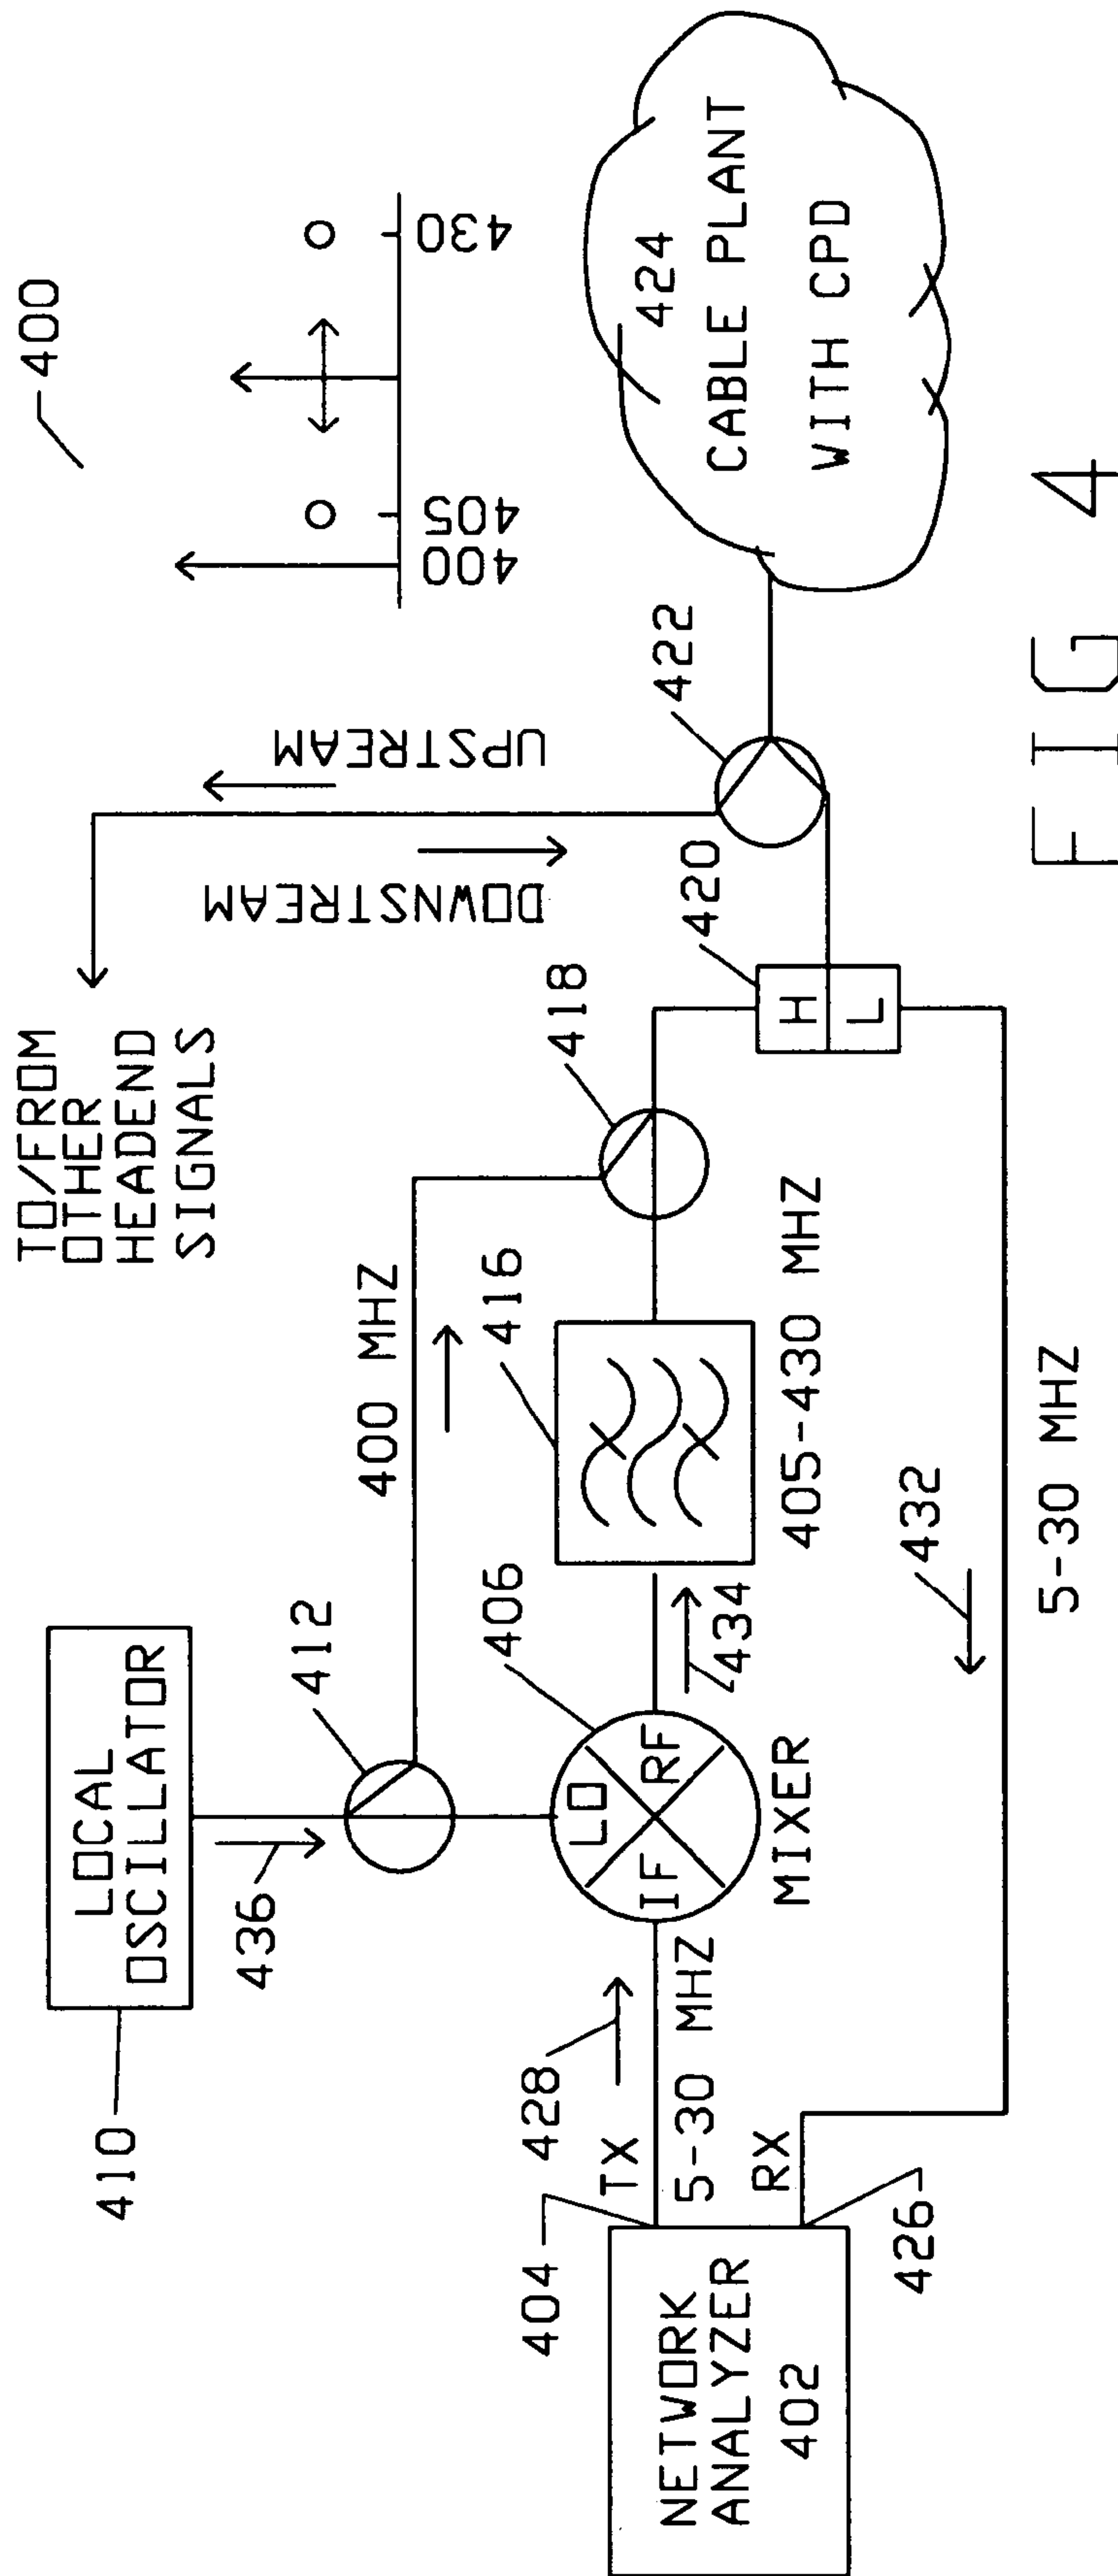 400
TO/FROM
OTHER
HEADEND
SIGNALS
DOWNSTREAM
UPSTREAM
400
405
430
LOCAL
OSCILLATOR
410
436
412
400 MHZ
418
420
422
424
CABLE PLANT
WITH CPD
416
405-430 MHZ
406
LO
IF
RF
MIXER
434
H
L
404
428
TX
5-30 MHZ
RX
426
NETWORK
ANALYZER
402
432
5-30 MHZ
FIG 4